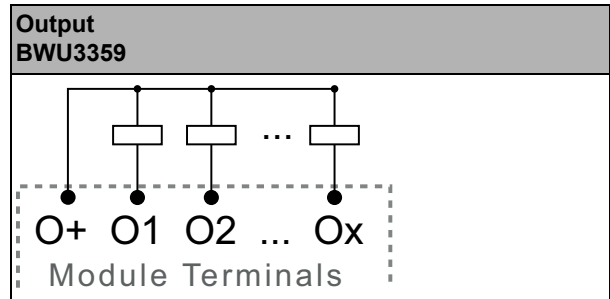 Output
BWU3359
...
O+ O1 O2 ... Ox
Module Terminals